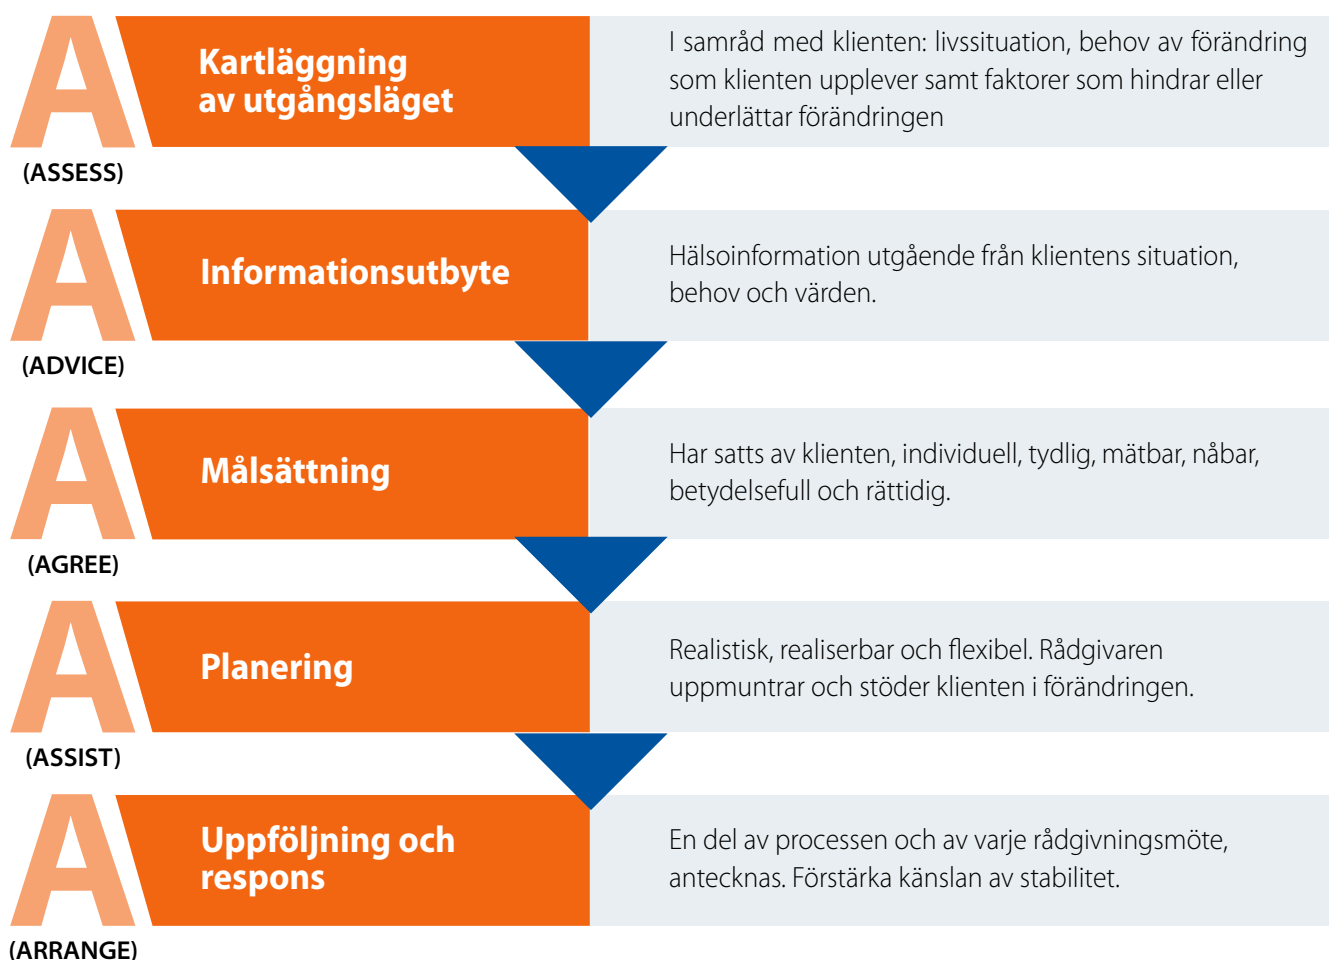 A
Kartläggning
av utgångsläget
I samråd med klienten: livssituation, behov av förändring
som klienten upplever samt faktorer som hindrar eller
underlättar förändringen
(ASSESS)
A
Informationsutbyte
Hälsoinformation utgående från klientens situation,
behov och värden.
(ADVICE)
A
Målsättning
Har satts av klienten, individuell, tydlig, mätbar, nåbar,
betydelsefull och rättidig.
(AGREE)
A
Planering
Realistisk, realiserbar och flexibel. Rådgivaren
uppmuntrar och stöder klienten i förändringen.
(ASSIST)
A
Uppföljning och
respons
En del av processen och av varje rådgivningsmöte,
antecknas. Förstärka känslan av stabilitet.
(ARRANGE)